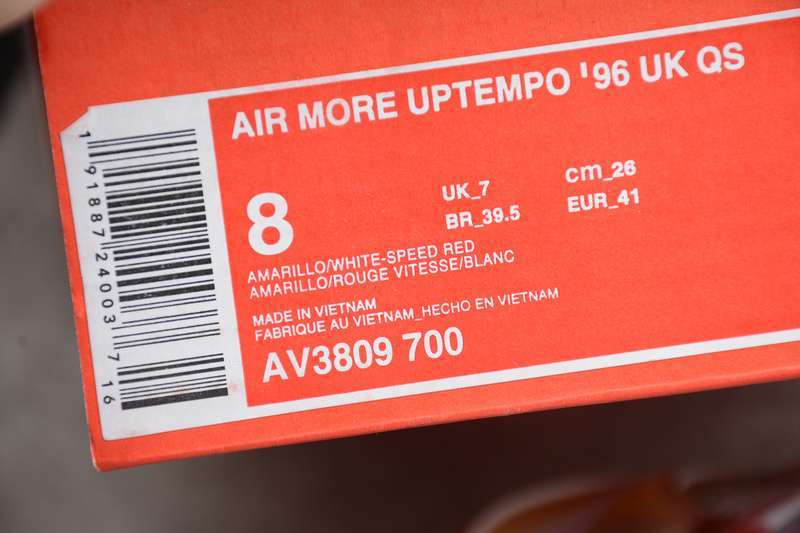 AIR MORE UPTEMPO '96 UK QS
8
UK_7
cm_26
BR_39.5
EUR_41
AMARILLO/WHITE-SPEED RED
AMARILLO/ROUGE VITESSE/BLANC
MADE IN VIETNAM
FABRIQUE AU VIETNAM_HECHO EN VIETNAM
AV3809 700
1 91887 24003 7 16